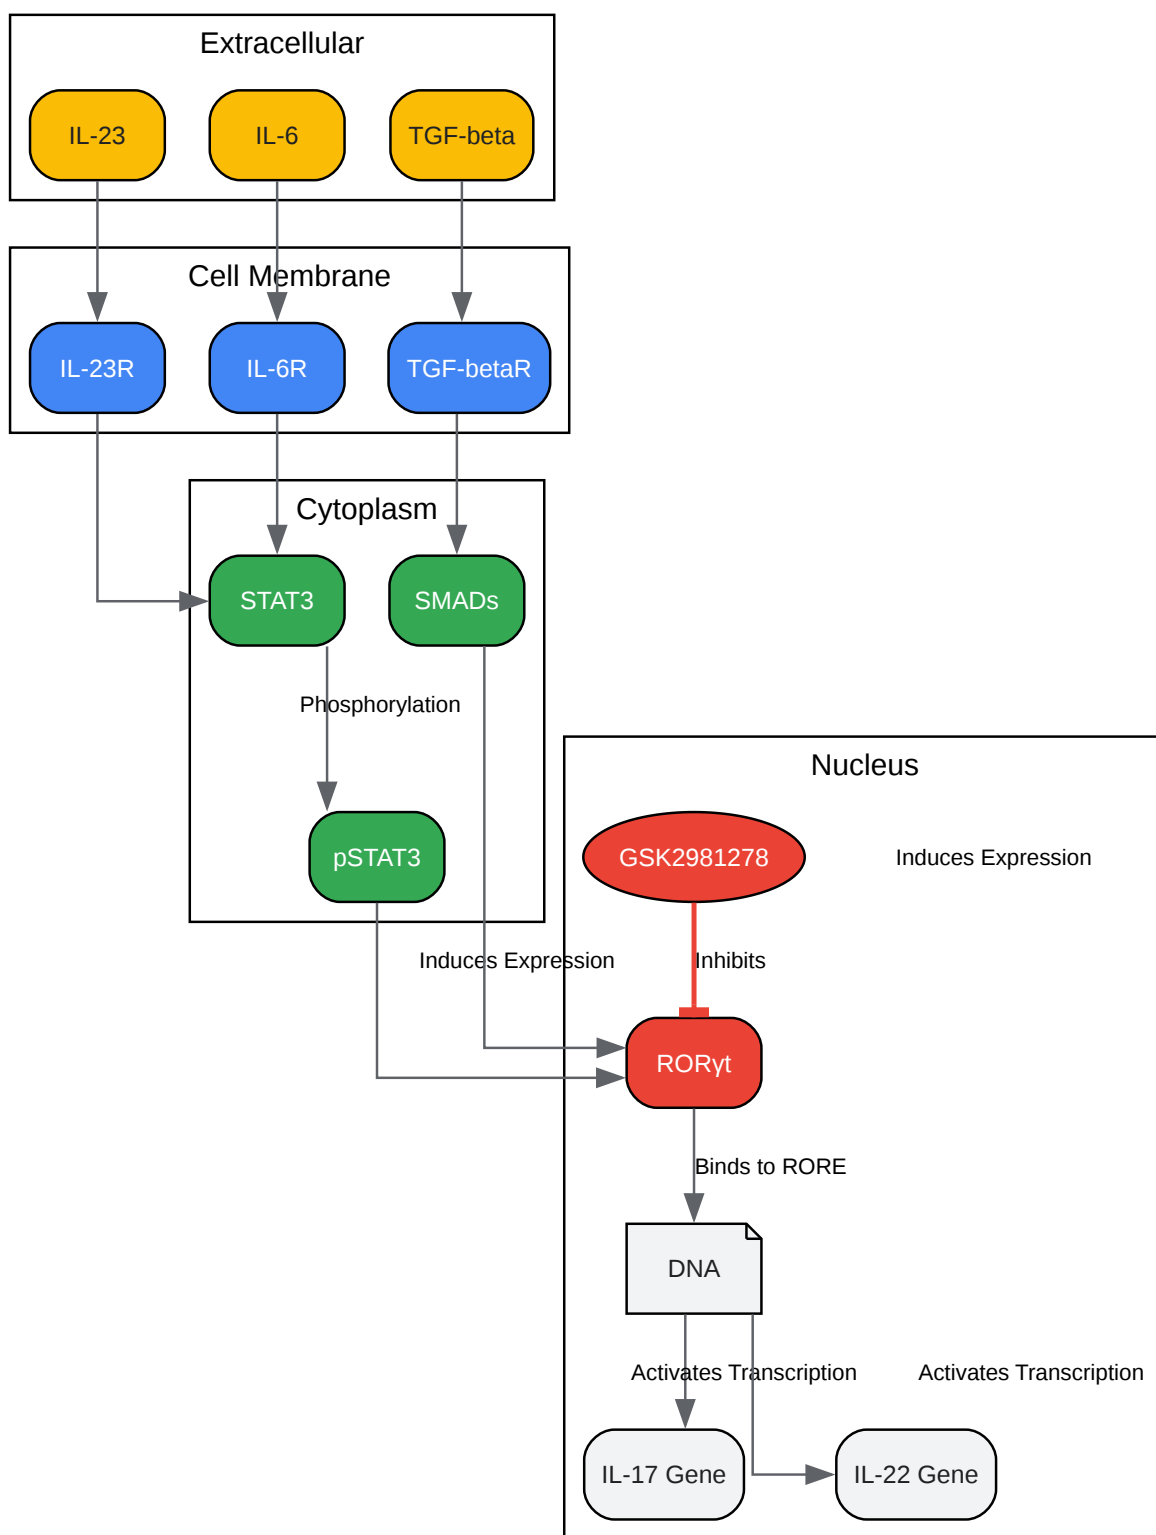 Extracellular
IL-23
IL-6
TGF-beta
Cell Membrane
IL-23R
IL-6R
TGF-betaR
Cytoplasm
STAT3
SMADs
Phosphorylation
Nucleus
pSTAT3
GSK2981278
Induces Expression
Induces Expression
Inhibits
RORγt
Binds to RORE
DNA
Activates Transcription
Activates Transcription
IL-17 Gene
IL-22 Gene